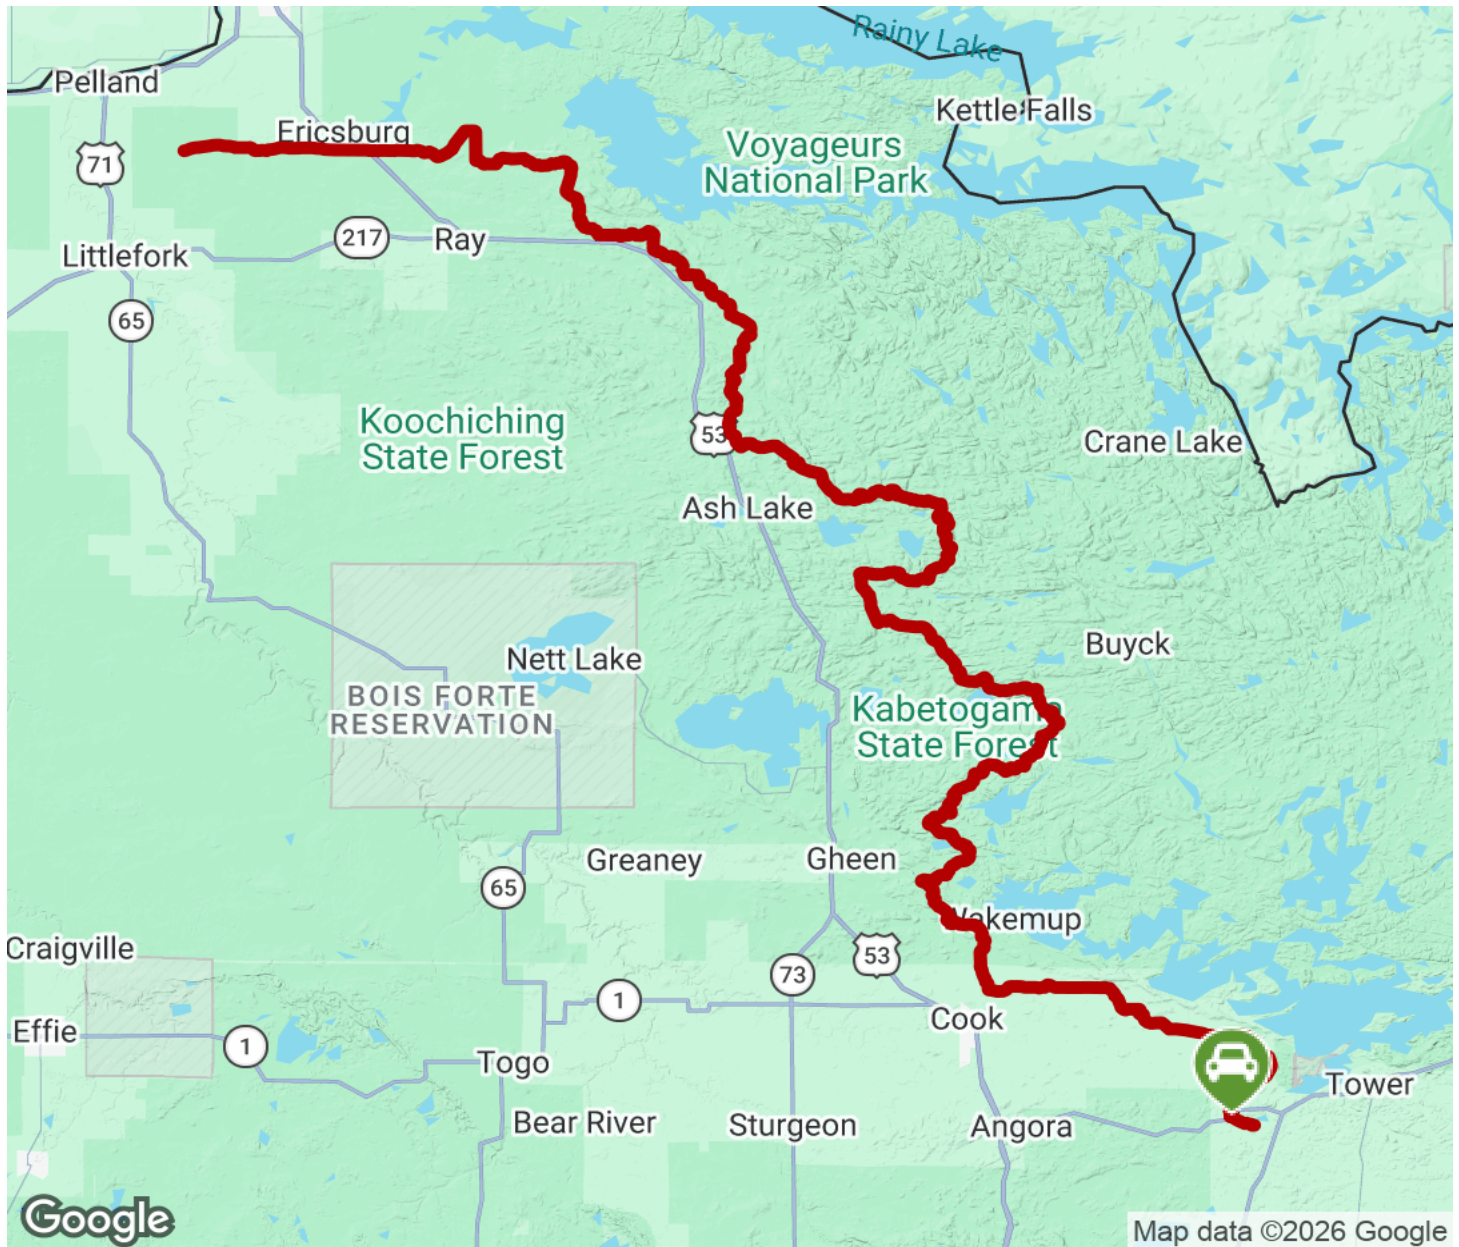 Rainy Lake
Pelland
Kettle Falls
Ericsburg
Voyageurs
National Park
71
217
Ray
Littlefork
65
Koochiching
State Forest
53
Crane Lake
Ash Lake
Buyck
Nett Lake
BOIS FORTE
RESERVATION
Kabetogama
State Forest
Greaney
Gheen
65
Wakemup
Craigville
53
73
1
Cook
Effie
1
Togo
Tower
Bear River
Sturgeon
Angora
Google
Map data ©2026 Google